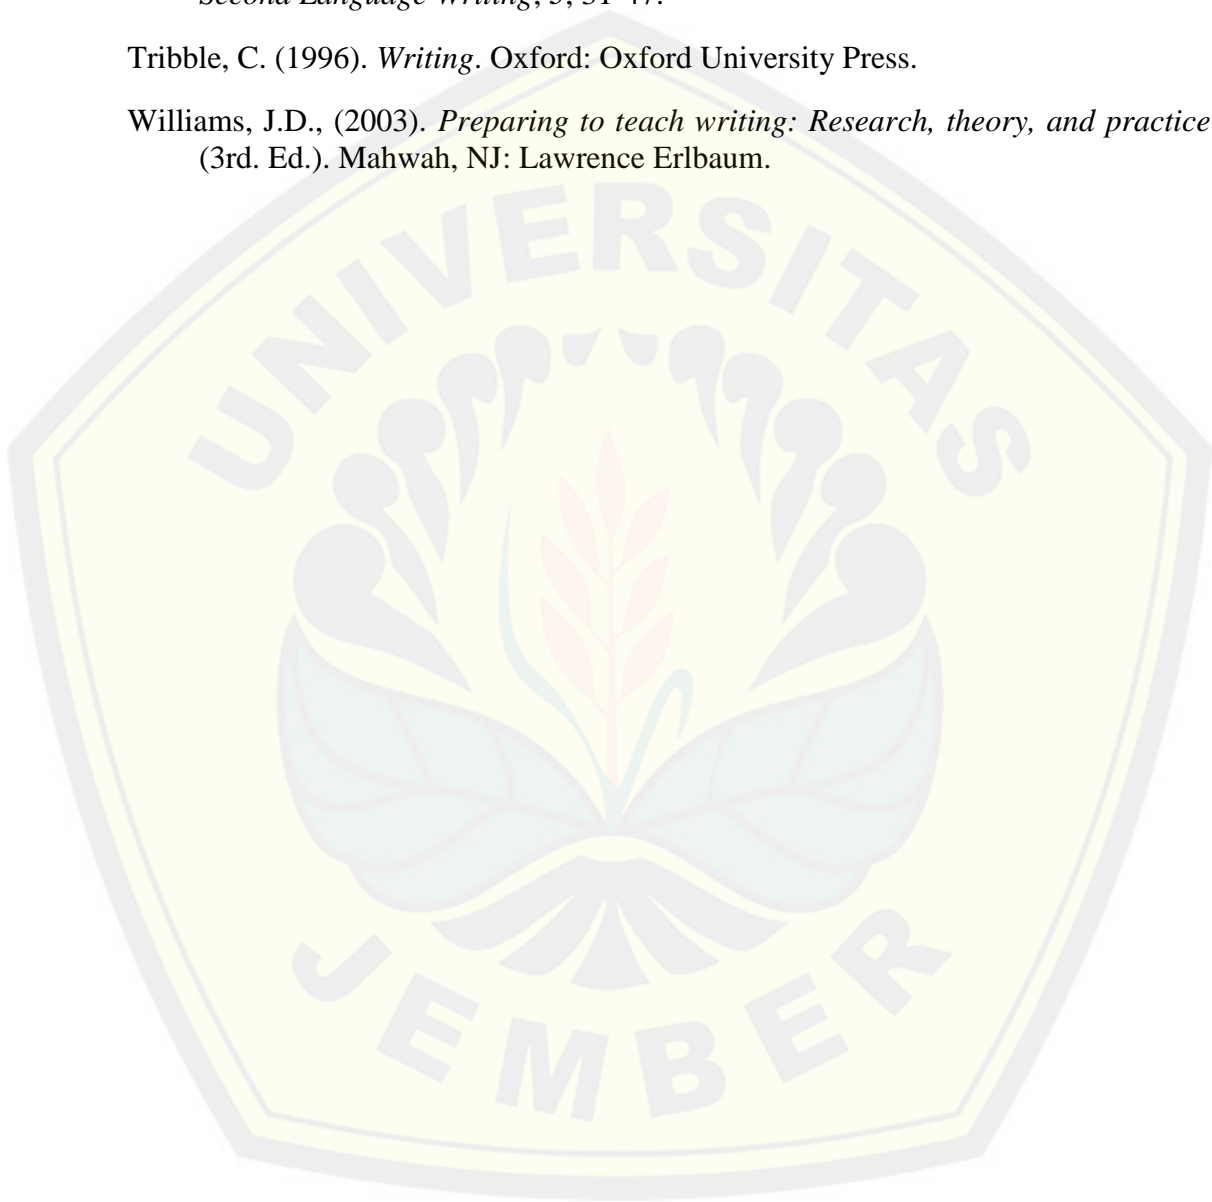 Second Language Writing, 5, 31-47.
Tribble, C. (1996). Writing. Oxford: Oxford University Press.
Williams, J.D., (2003). Preparing to teach writing: Research, theory, and practice
(3rd. Ed.). Mahwah, NJ: Lawrence Erlbaum.
UNIVERSITAS
JEMBER